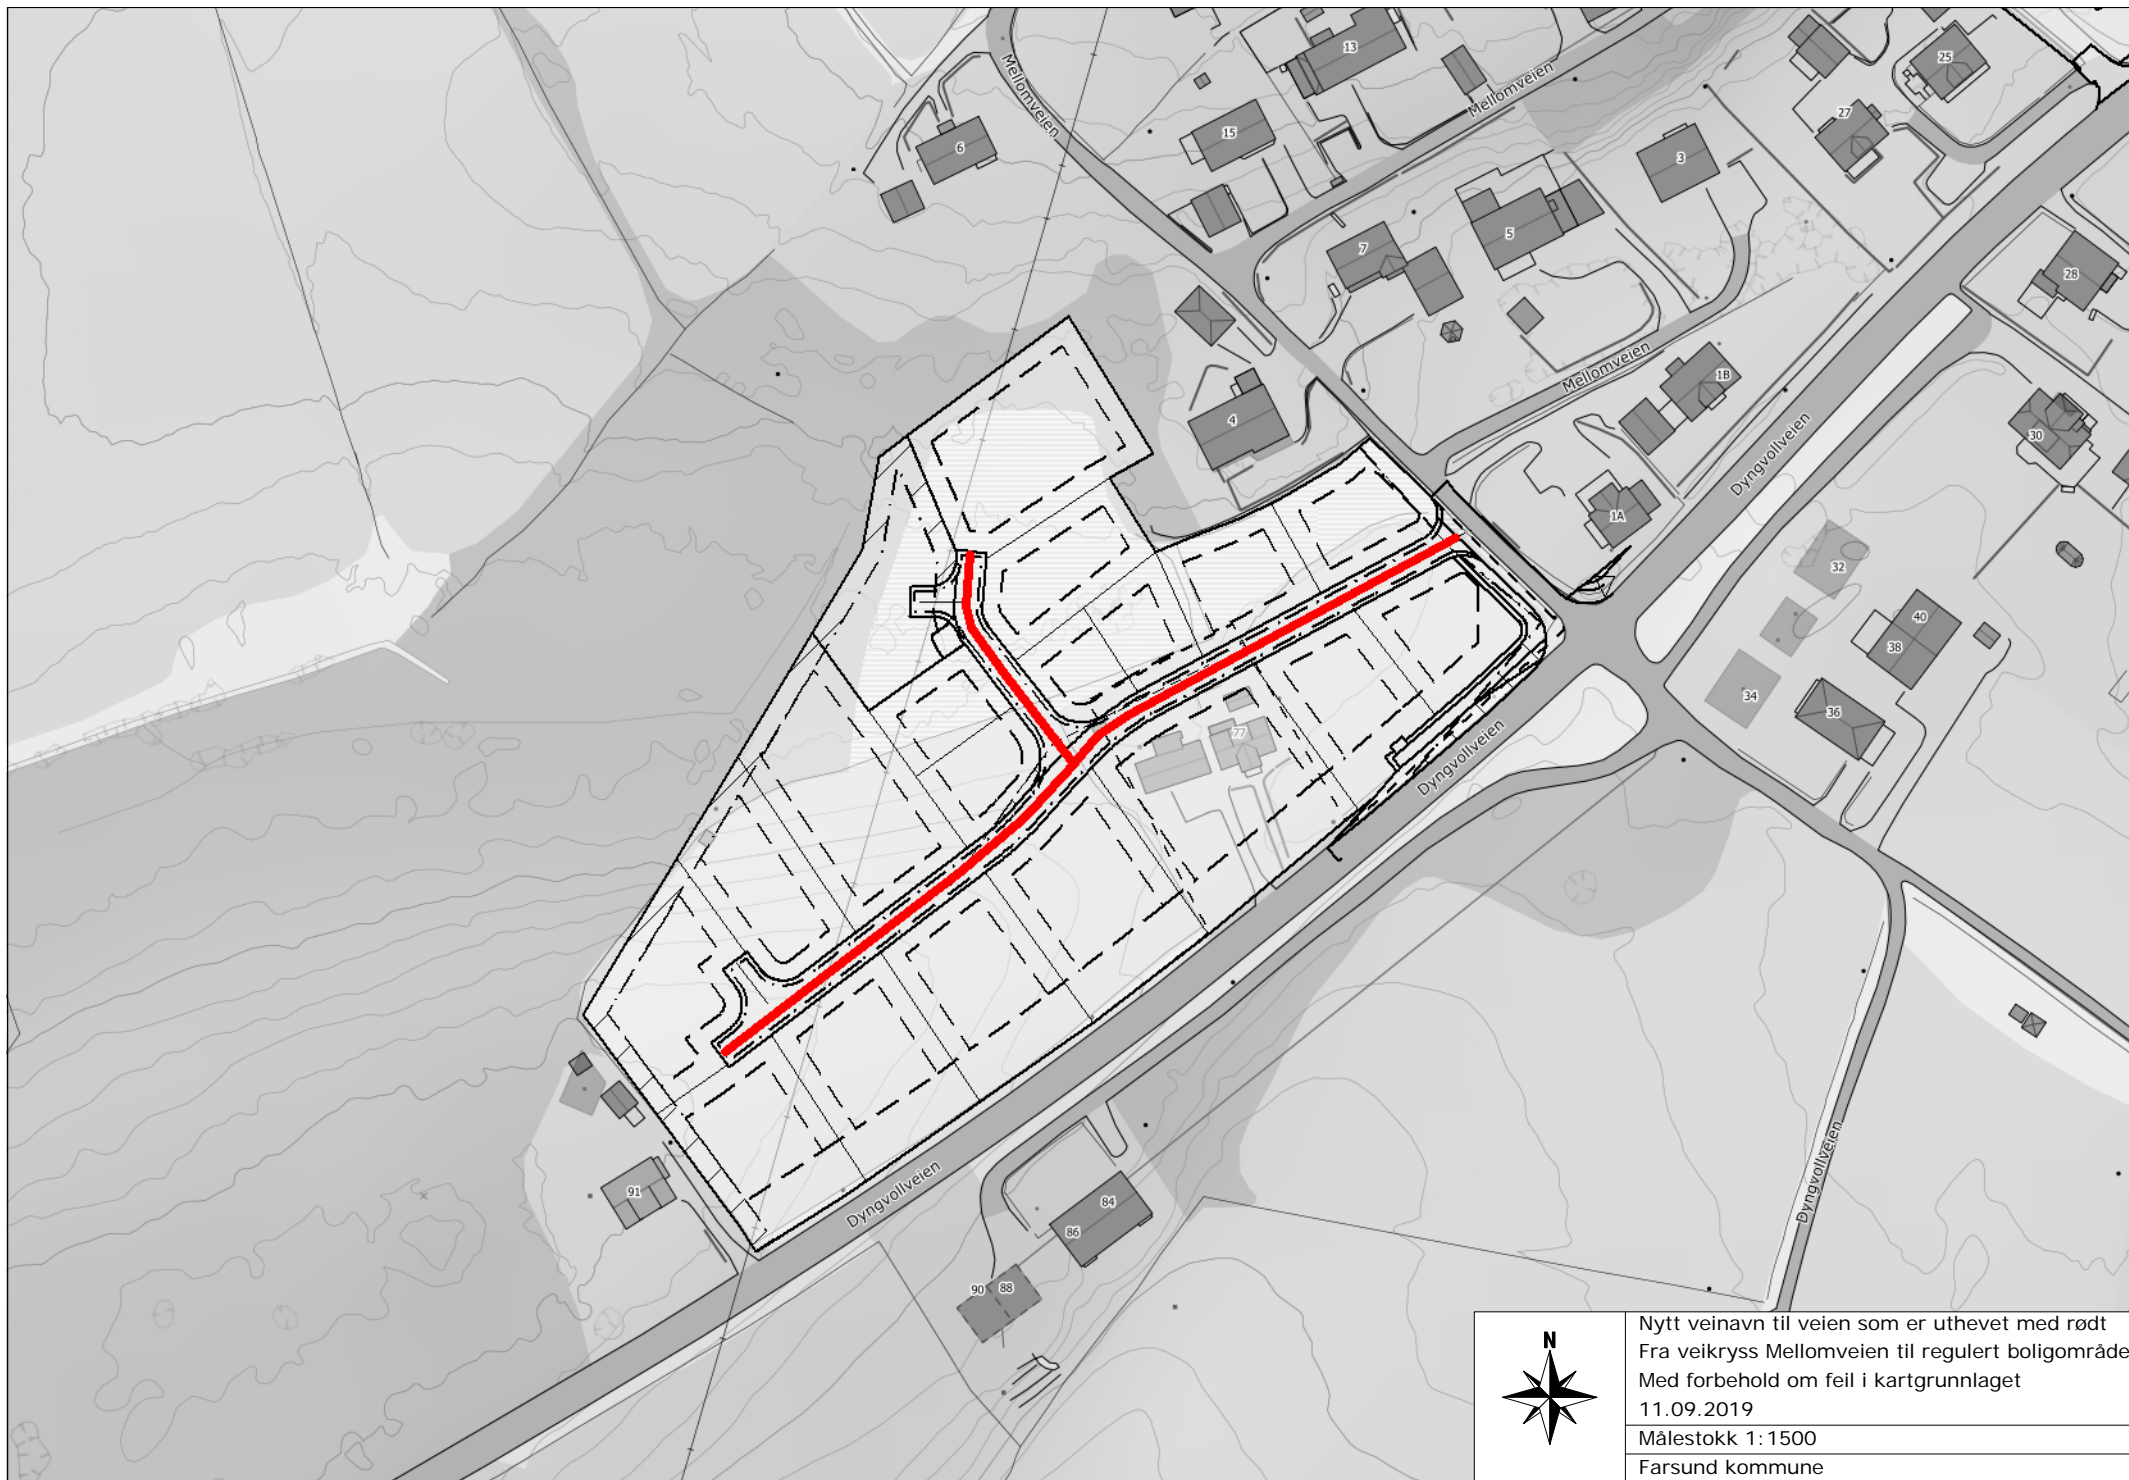 13
25
Mellomveien
Mellomveien
15
27
6
3
5
7
28
Mellomveien
1B
4
30
Dyngvollveien
1A
32
40
38
34
36
77
Dyngvollveien
Dyngvollveien
91
Dyngvollveien
84
86
90
88
N
Nytt veinavn til veien som er uthevet med rødt
Fra veikryss Mellomveien til regulert boligområde
Med forbehold om feil i kartgrunnlaget
11.09.2019
Målestokk 1:1500
Farsund kommune